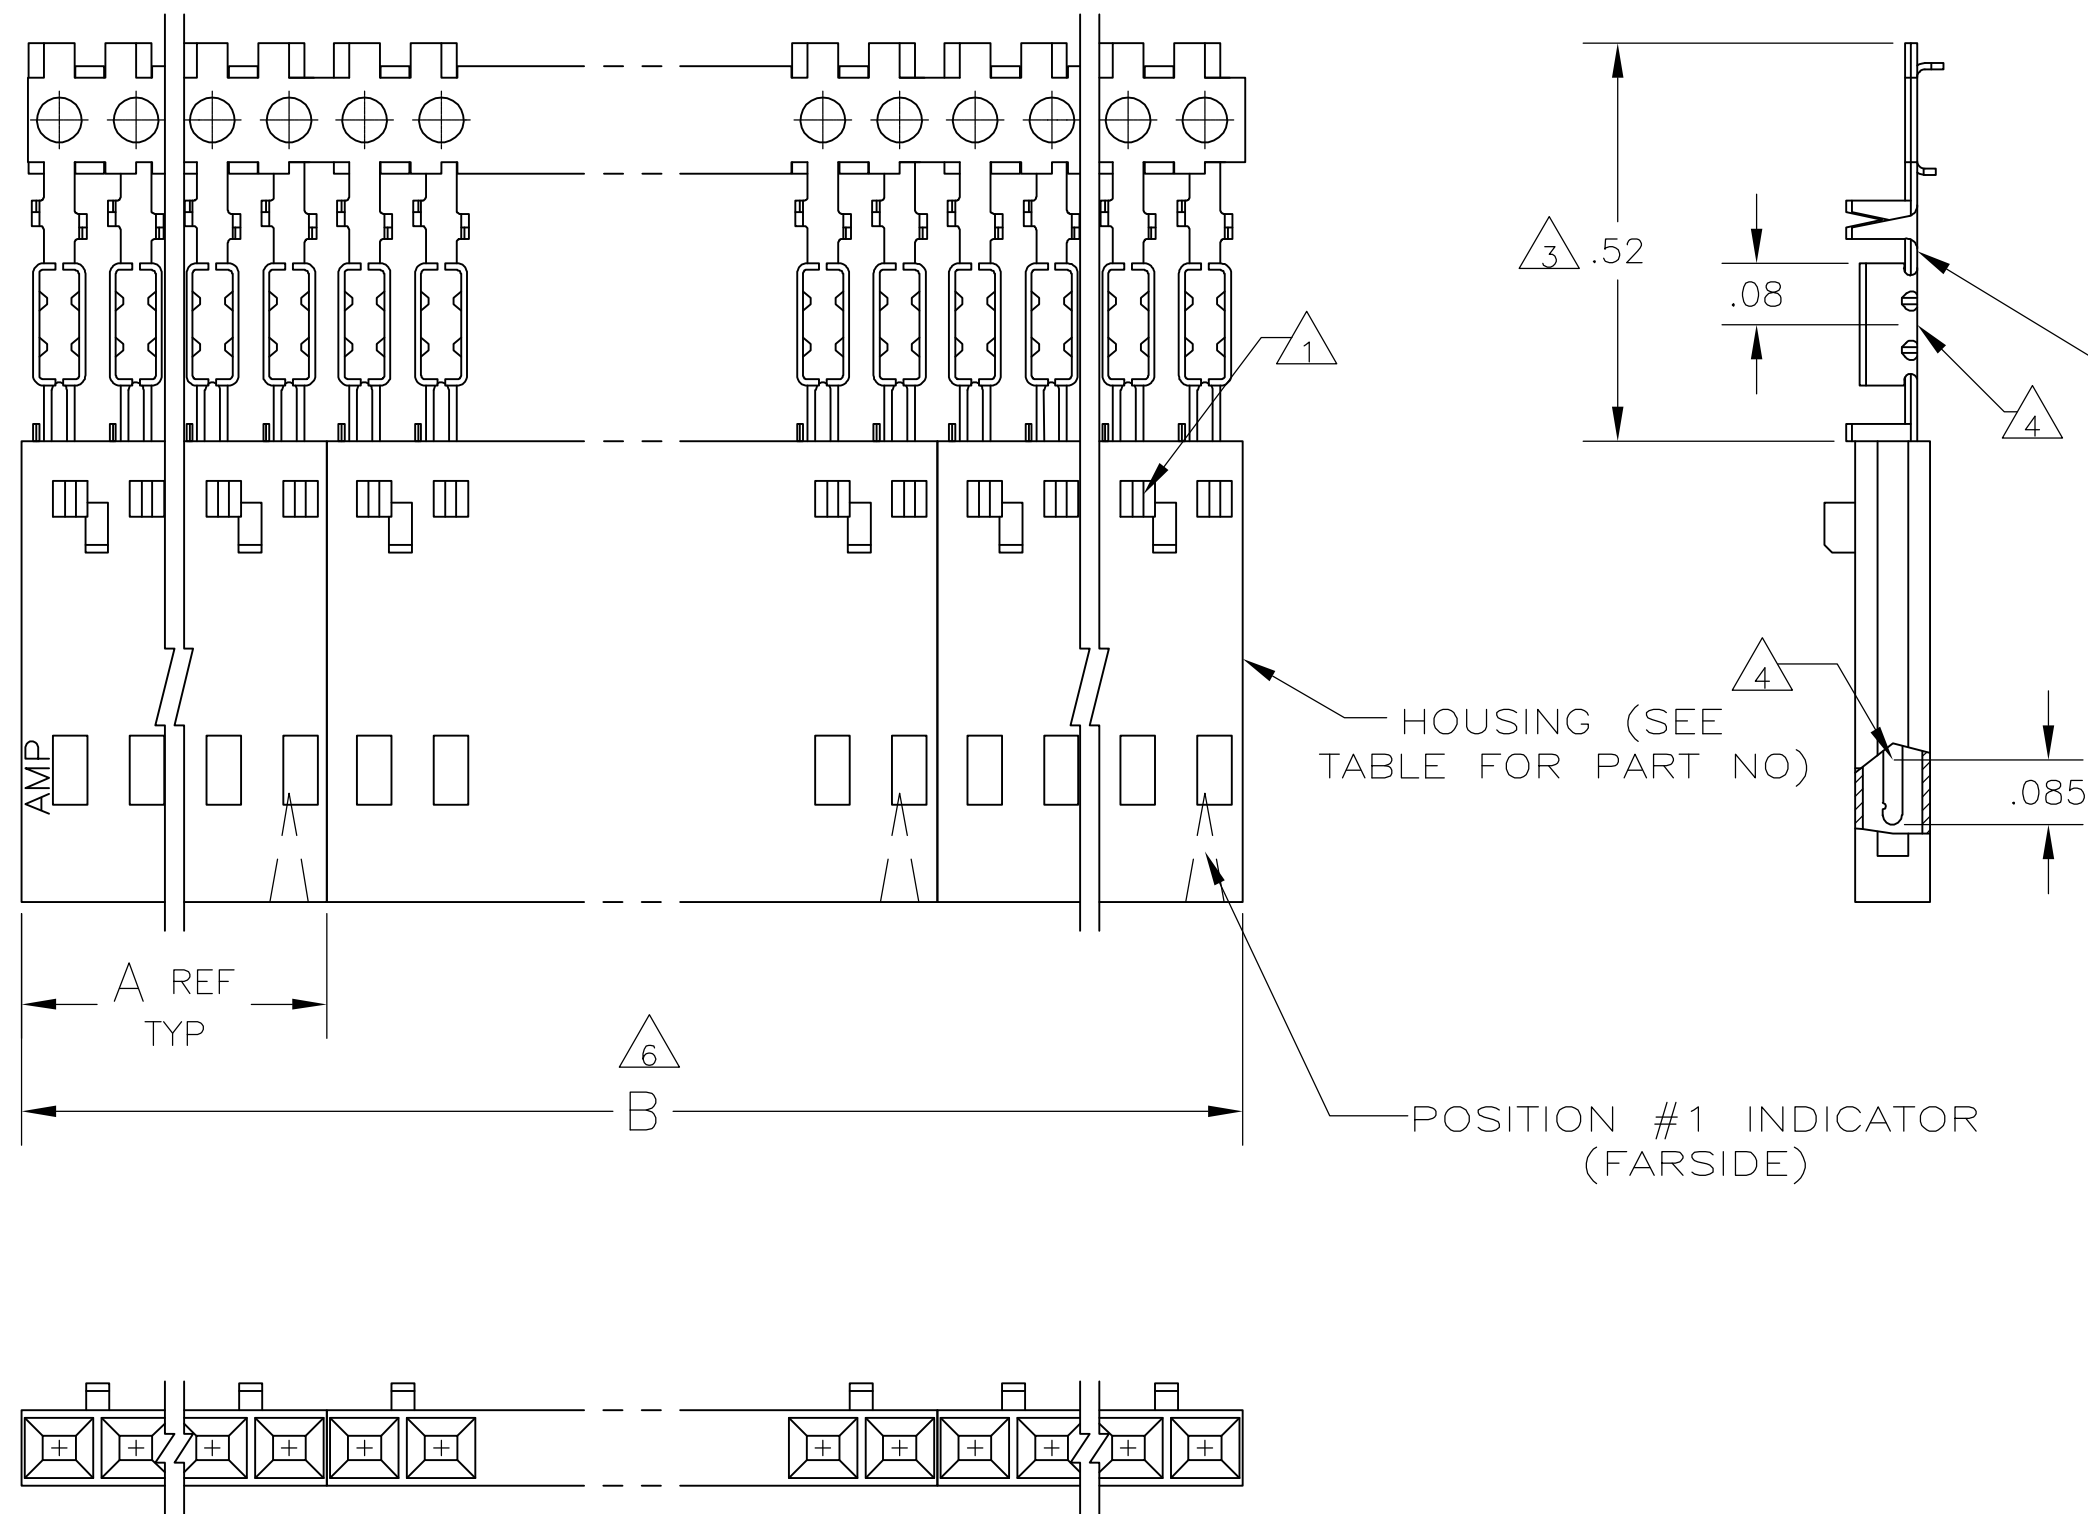 3 .52
.08
1
4
4
HOUSING (SEE
TABLE FOR PART NO)
.085
AMP
A REF
TYP
6
B
POSITION #1 INDICATOR
(FARSIDE)